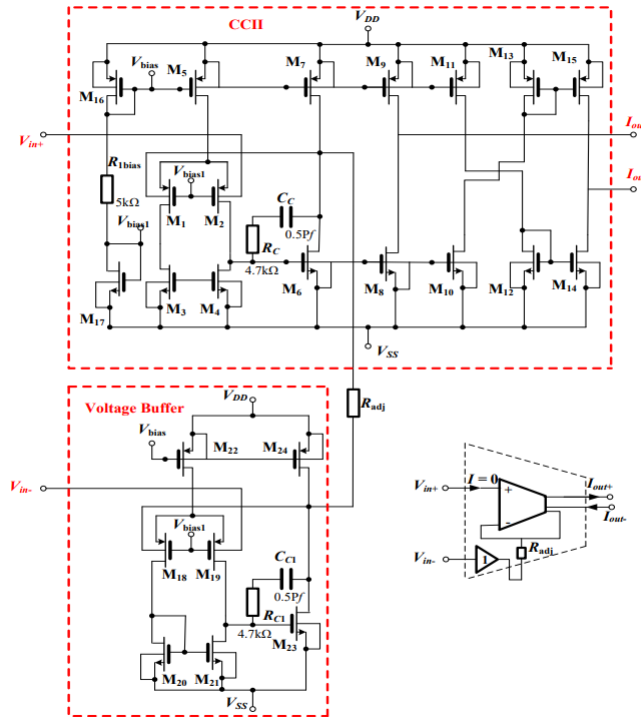 CCII
VDD
Vbias
M5
M7
M9
M11
M13
M15
M16
Vin+
Iou
R1bias
5kΩ
Vbias1
M1
M2
CC
0.5Pf
RC
4.7kΩ
Iou
Vbias1
M17
M3
M4
M6
M8
M10
M12
M14
VSS
Voltage Buffer
VDD
Radj
Vbias
M22
M24
Vin-
Vbias1
M18
M19
CC1
0.5Pf
RC1
4.7kΩ
M23
M20
M21
VSS
Vin+
I = 0
+
-
Iout+
Iout-
Radj
Vin-
1